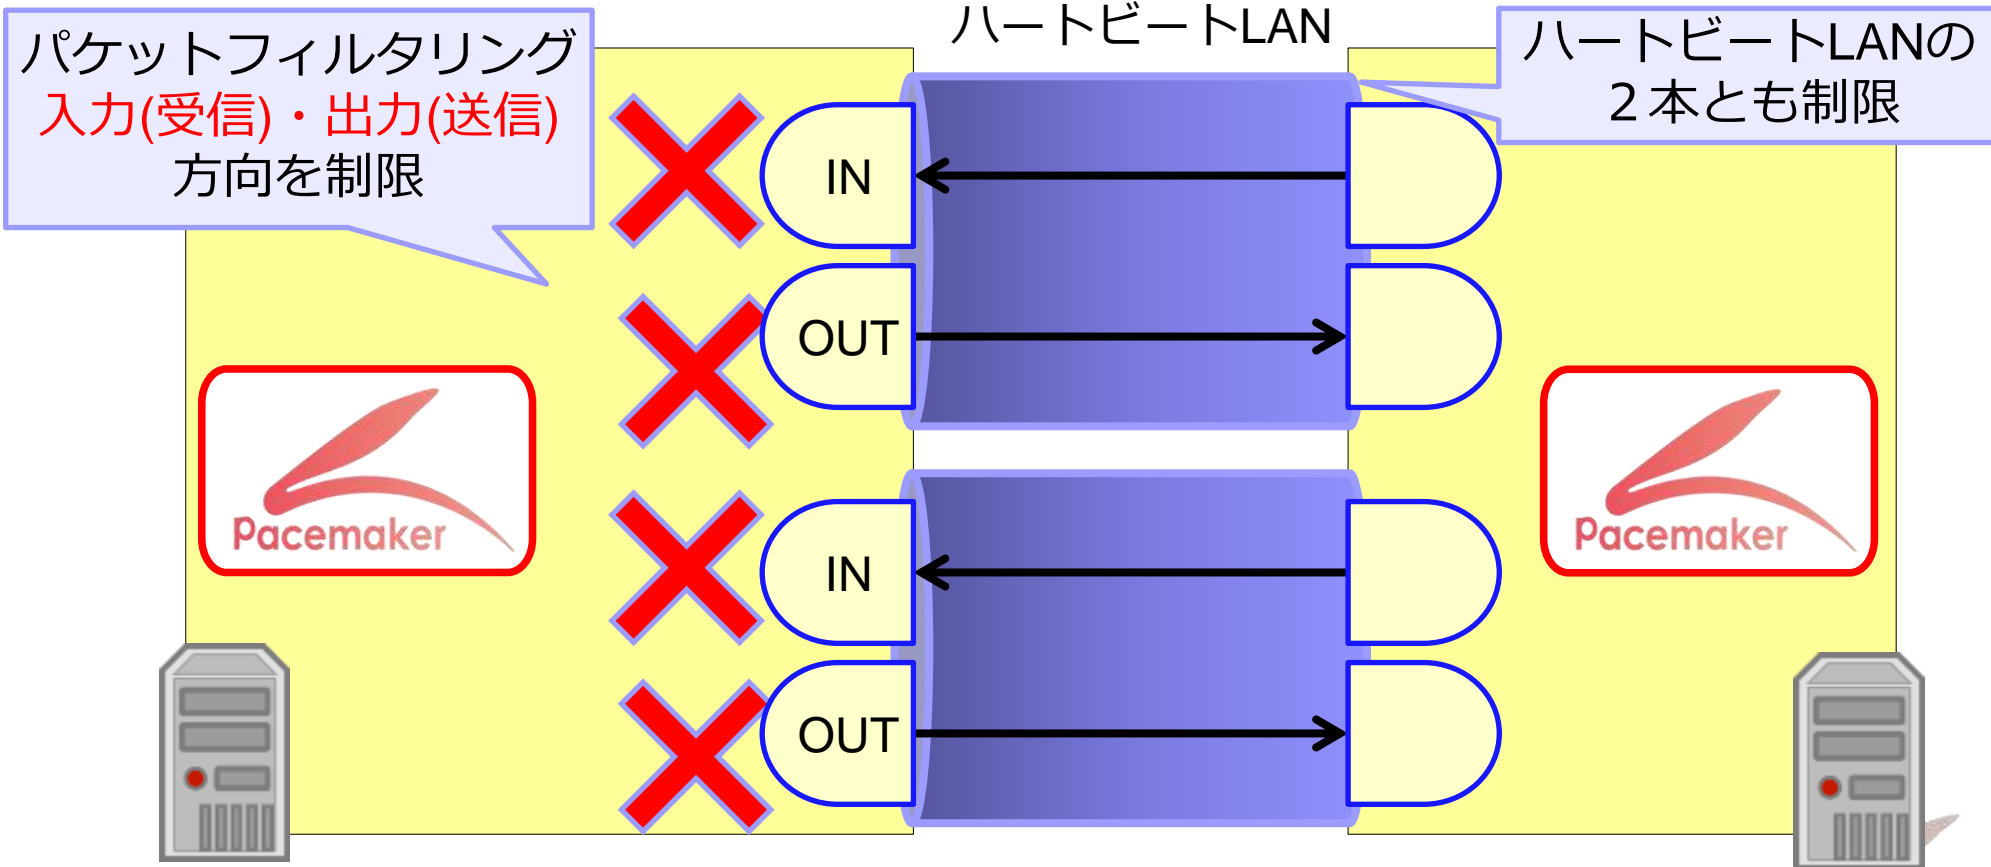 ハートビートLAN
パケットフィルタリング
入力(受信)・出力(送信)
方向を制限
ハートビートLANの
２本とも制限
IN
OUT
Pacemaker
Pacemaker
IN
OUT